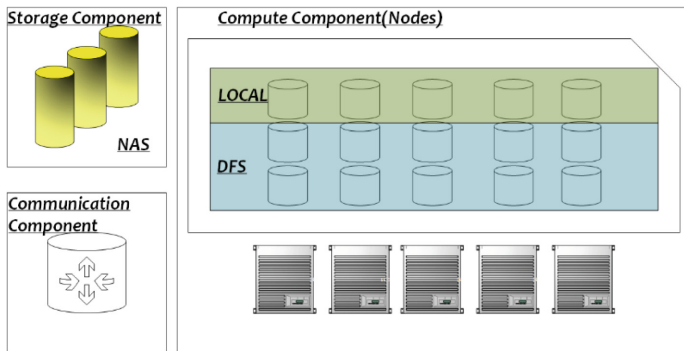 Storage Component
NAS
Communication
Component
Compute Component(Nodes)
LOCAL
DFS